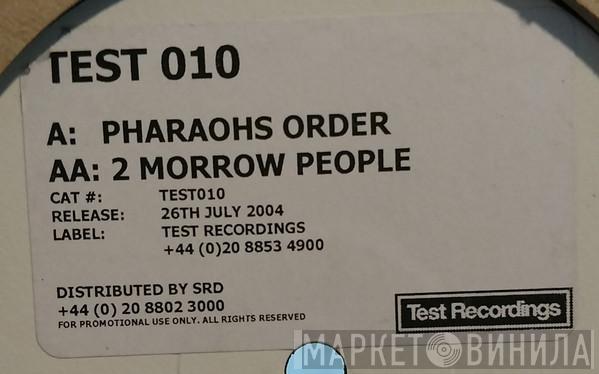 TEST 010
A: PHARAOHS ORDER
AA: 2 MORROW PEOPLE
CAT #: TEST010
RELEASE: 26TH JULY 2004
LABEL: TEST RECORDINGS
+44 (0)20 8853 4900
DISTRIBUTED BY SRD
+44 (0) 20 8802 3000
FOR PROMOTIONAL USE ONLY. ALL RIGHTS RESERVED
Test Recordings
МАРКЕТ ВИНИЛА